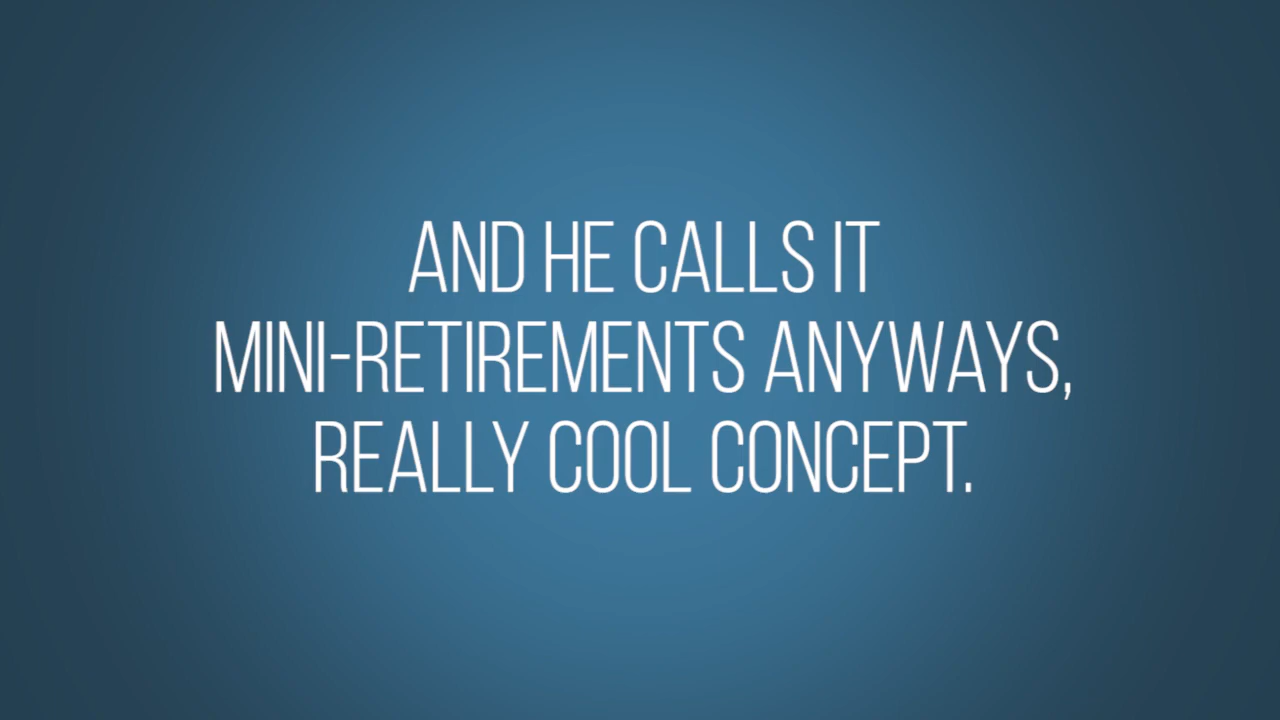 AND HE CALLS IT
MINI-RETIREMENTS ANYWAYS,
REALLY COOL CONCEPT.